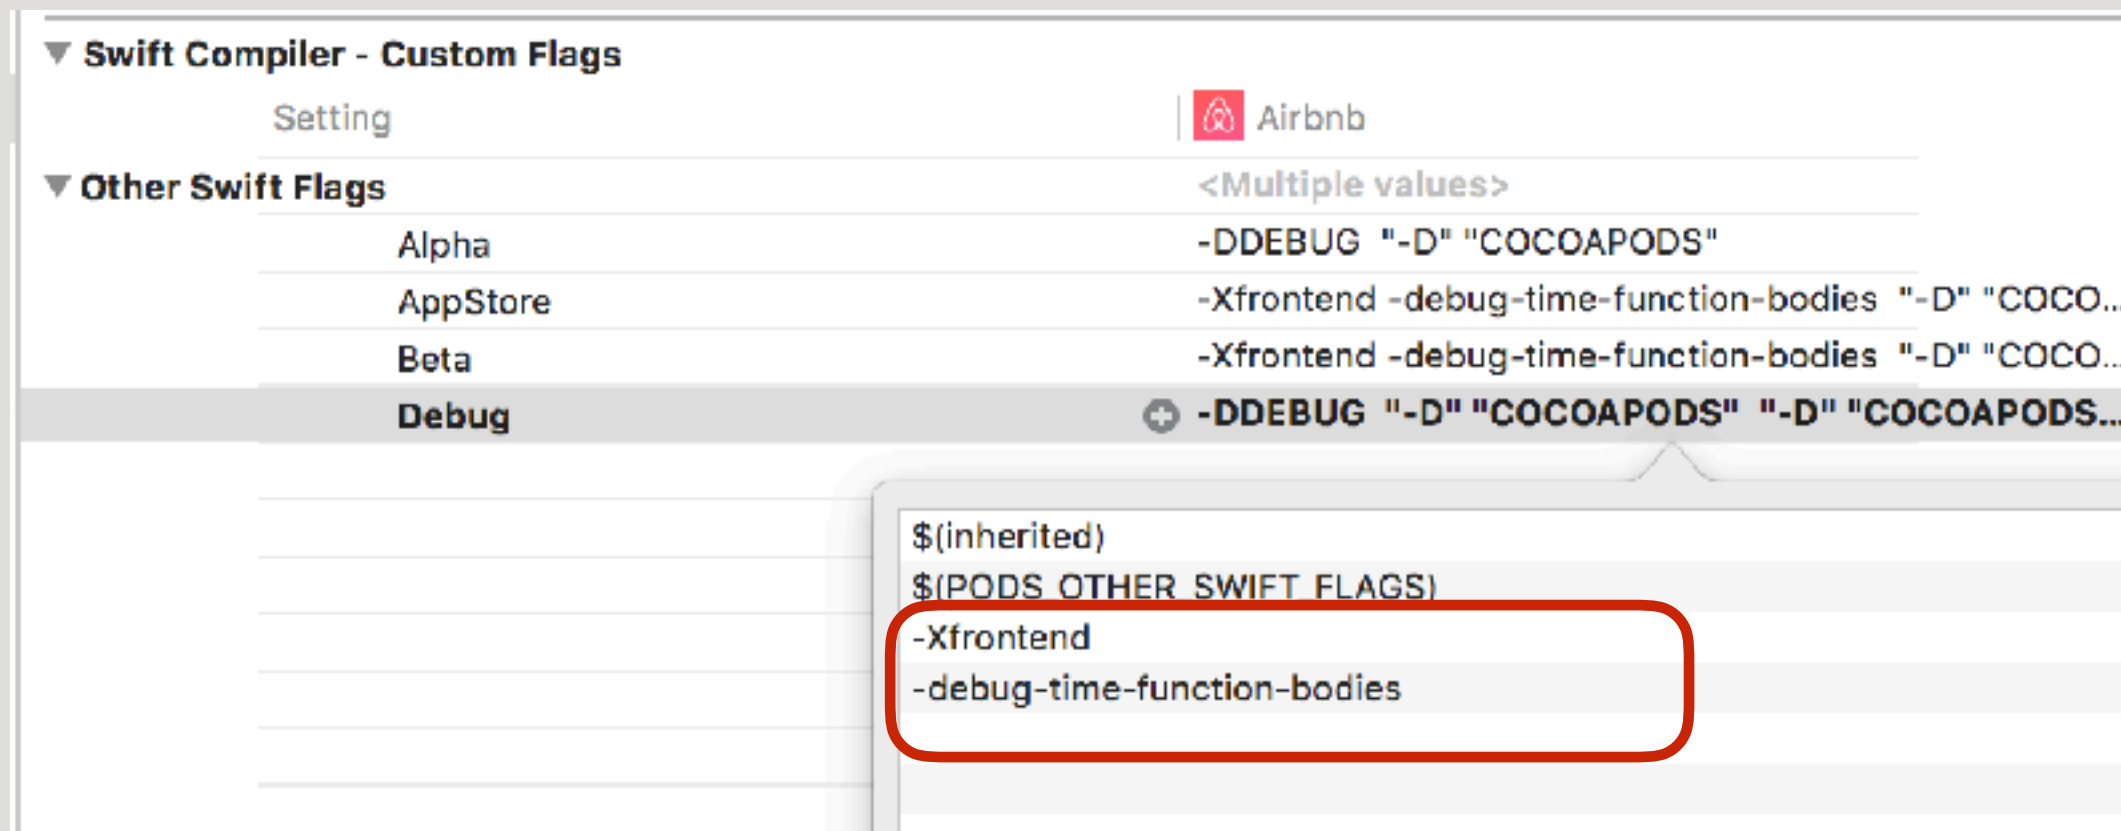 Swift Compiler - Custom Flags
Setting Airbnb
Other Swift Flags <Multiple values>
Alpha -DDEBUG "-D" "COCOAPODS"
AppStore -Xfrontend -debug-time-function-bodies "-D" "COCO...
Beta -Xfrontend -debug-time-function-bodies "-D" "COCO...
Debug -DDEBUG "-D" "COCOAPODS" "-D" "COCOAPODS...
$(inherited)
$(PODS_OTHER_SWIFT_FLAGS)
-Xfrontend
-debug-time-function-bodies